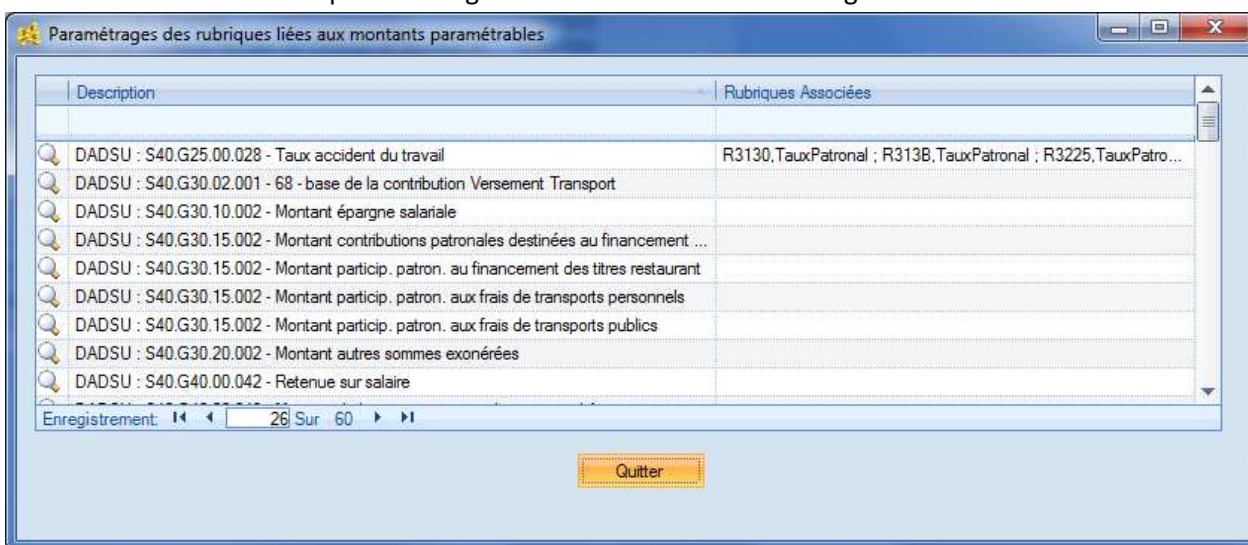 Paramétrages des rubriques liées aux montants paramétrables
Description Rubriques Associées
DADSU : S40.G25.00.028 - Taux accident du travail R3130,TauxPatronal ; R313B,TauxPatronal ; R3225,TauxPatro...
DADSU : S40.G30.02.001 - 68 - base de la contribution Versement Transport
DADSU : S40.G30.10.002 - Montant épargne salariale
DADSU : S40.G30.15.002 - Montant contributions patronales destinées au financement ...
DADSU : S40.G30.15.002 - Montant particip. patron. au financement des titres restaurant
DADSU : S40.G30.15.002 - Montant particip. patron. aux frais de transports personnels
DADSU : S40.G30.15.002 - Montant particip. patron. aux frais de transports publics
DADSU : S40.G30.20.002 - Montant autres sommes exonérées
DADSU : S40.G40.00.042 - Retenue sur salaire
Enregistrement: 26 Sur 60
Quitter